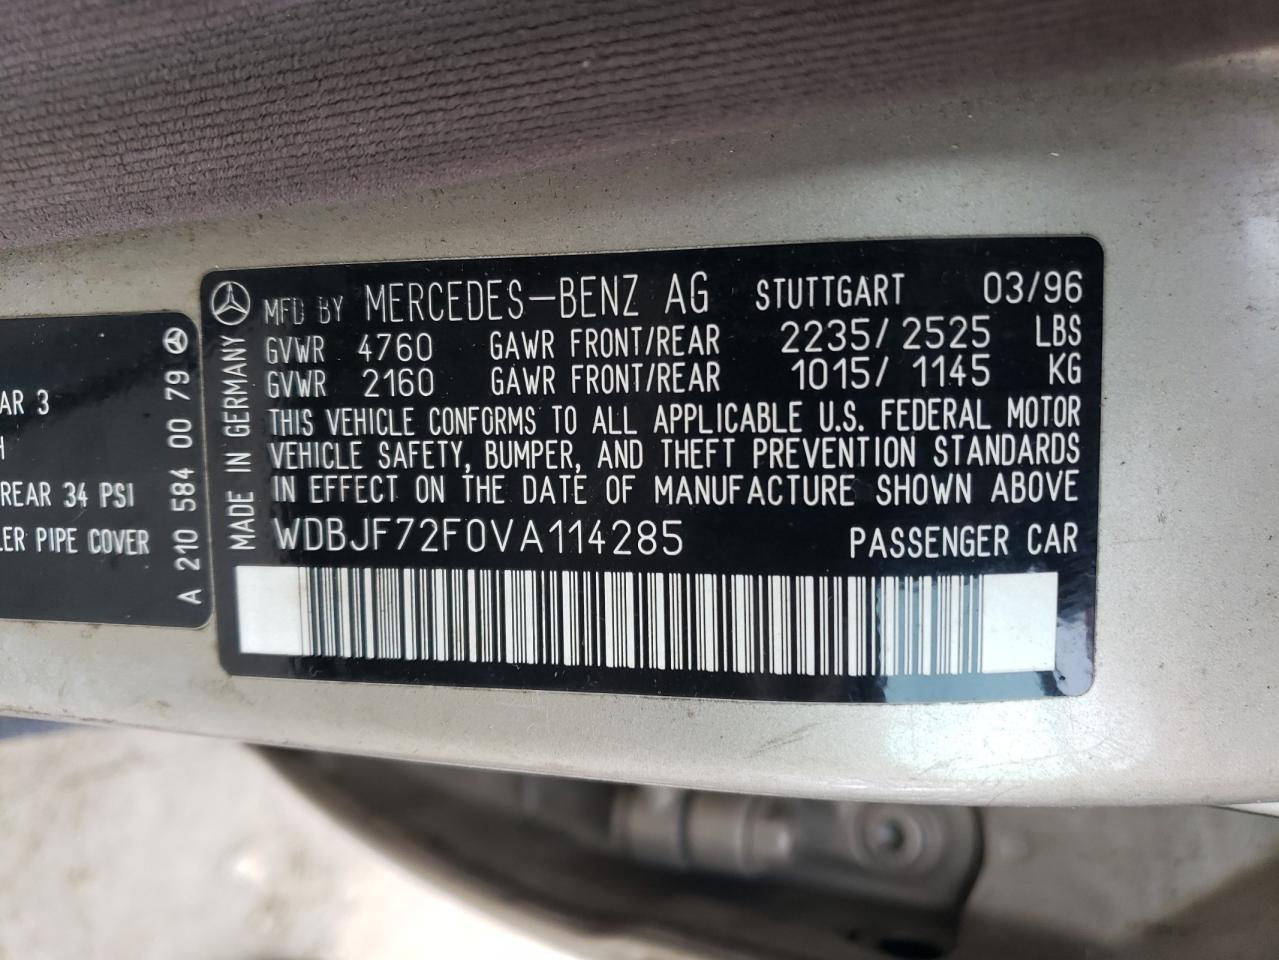 MFD BY MERCEDES-BENZ AG STUTTGART 03/96
GVWR 4760 GAWR FRONT/REAR 2235/2525 LBS
GVWR 2160 GAWR FRONT/REAR 1015/1145 KG
THIS VEHICLE CONFORMS TO ALL APPLICABLE U.S. FEDERAL MOTOR
VEHICLE SAFETY, BUMPER, AND THEFT PREVENTION STANDARDS
IN EFFECT ON THE DATE OF MANUFACTURE SHOWN ABOVE
WDBJF72F0VA114285 PASSENGER CAR
MADE IN GERMANY
AR 3
H
REAR 34 PSI
LER PIPE COVER
A 210 584 00 79